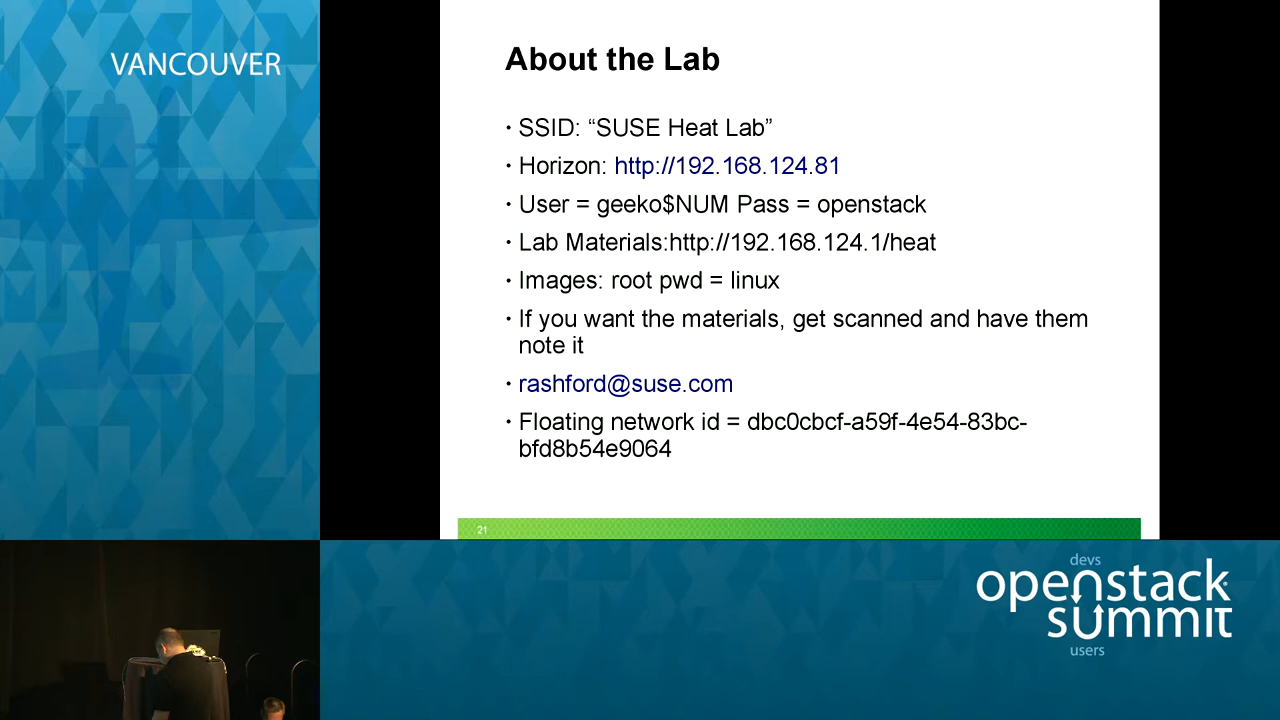 VANCOUVER
About the Lab
• SSID: “SUSE Heat Lab”
• Horizon: http://192.168.124.81
• User = geeko$NUM Pass = openstack
• Lab Materials:http://192.168.124.1/heat
• Images: root pwd = linux
• If you want the materials, get scanned and have them
note it
• rashford@suse.com
• Floating network id = dbc0cbcf-a59f-4e54-83bc-
bfd8b54e9064
21
devs
openstack
summit
users